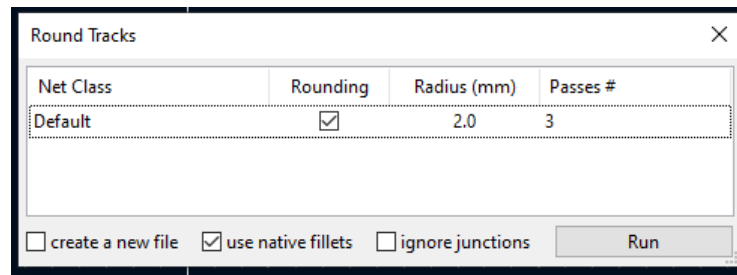 Round Tracks
Net Class Rounding Radius (mm) Passes #
Default 2.0 3
create a new file use native fillets ignore junctions Run